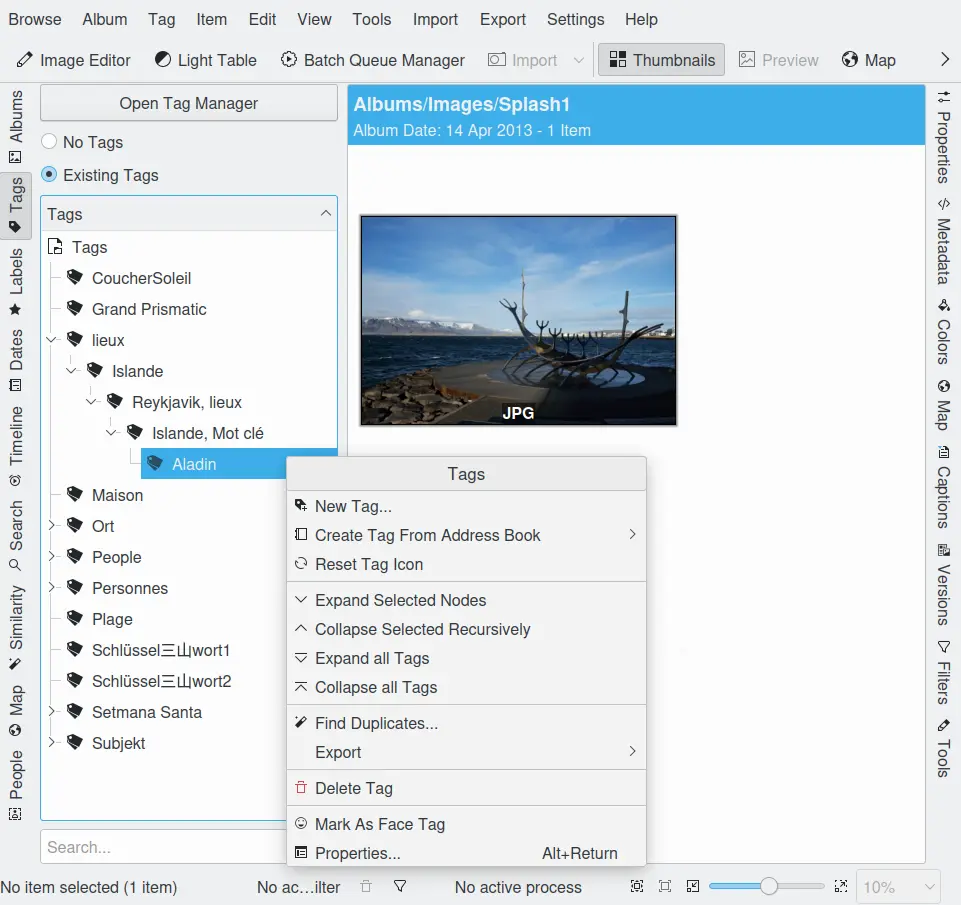 Browse Album Tag Item Edit View Tools Import Export Settings Help
Image Editor Light Table Batch Queue Manager Import Thumbnails Preview Map
Albums
Tags
Labels
Dates
Timeline
Search
Similarity
Map
People
Open Tag Manager
No Tags
Existing Tags
Tags
Tags
CoucherSoleil
Grand Prismatic
lieux
Islande
Reykjavik, lieux
Islande, Mot clé
Aladin
Maison
Ort
People
Personnes
Plage
Schlüssel三山wort1
Schlüssel三山wort2
Setmana Santa
Subjekt
Search...
Albums/Images/Splash1
Album Date: 14 Apr 2013 - 1 Item
JPG
Tags
New Tag...
Create Tag From Address Book
Reset Tag Icon
Expand Selected Nodes
Collapse Selected Recursively
Expand all Tags
Collapse all Tags
Find Duplicates...
Export
Delete Tag
Mark As Face Tag
Properties... Alt+Return
Properties
Metadata
Colors
Map
Captions
Versions
Filters
Tools
No item selected (1 item) No ac...ilter No active process 10%